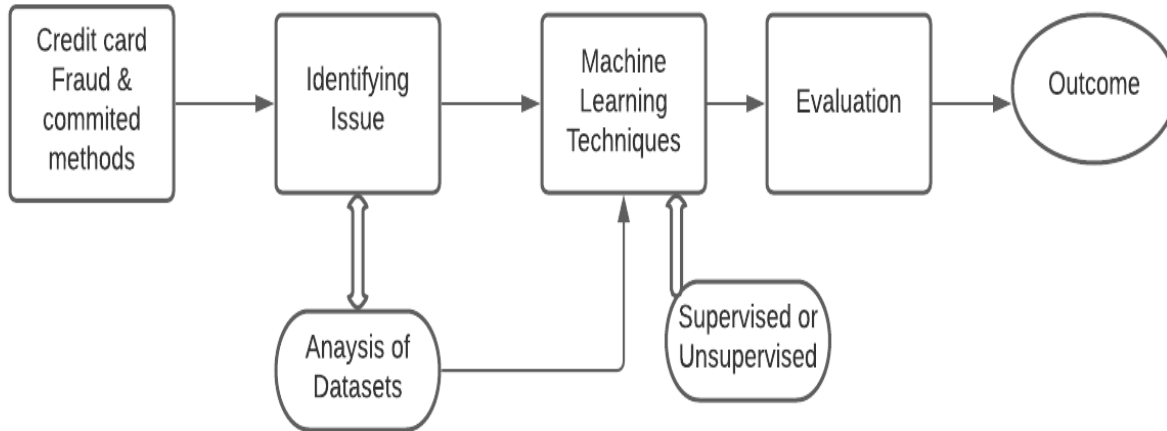 Credit card
Fraud &
commited
methods
Identifying
Issue
Machine
Learning
Techniques
Evaluation
Outcome
Anaysis of
Datasets
Supervised or
Unsupervised